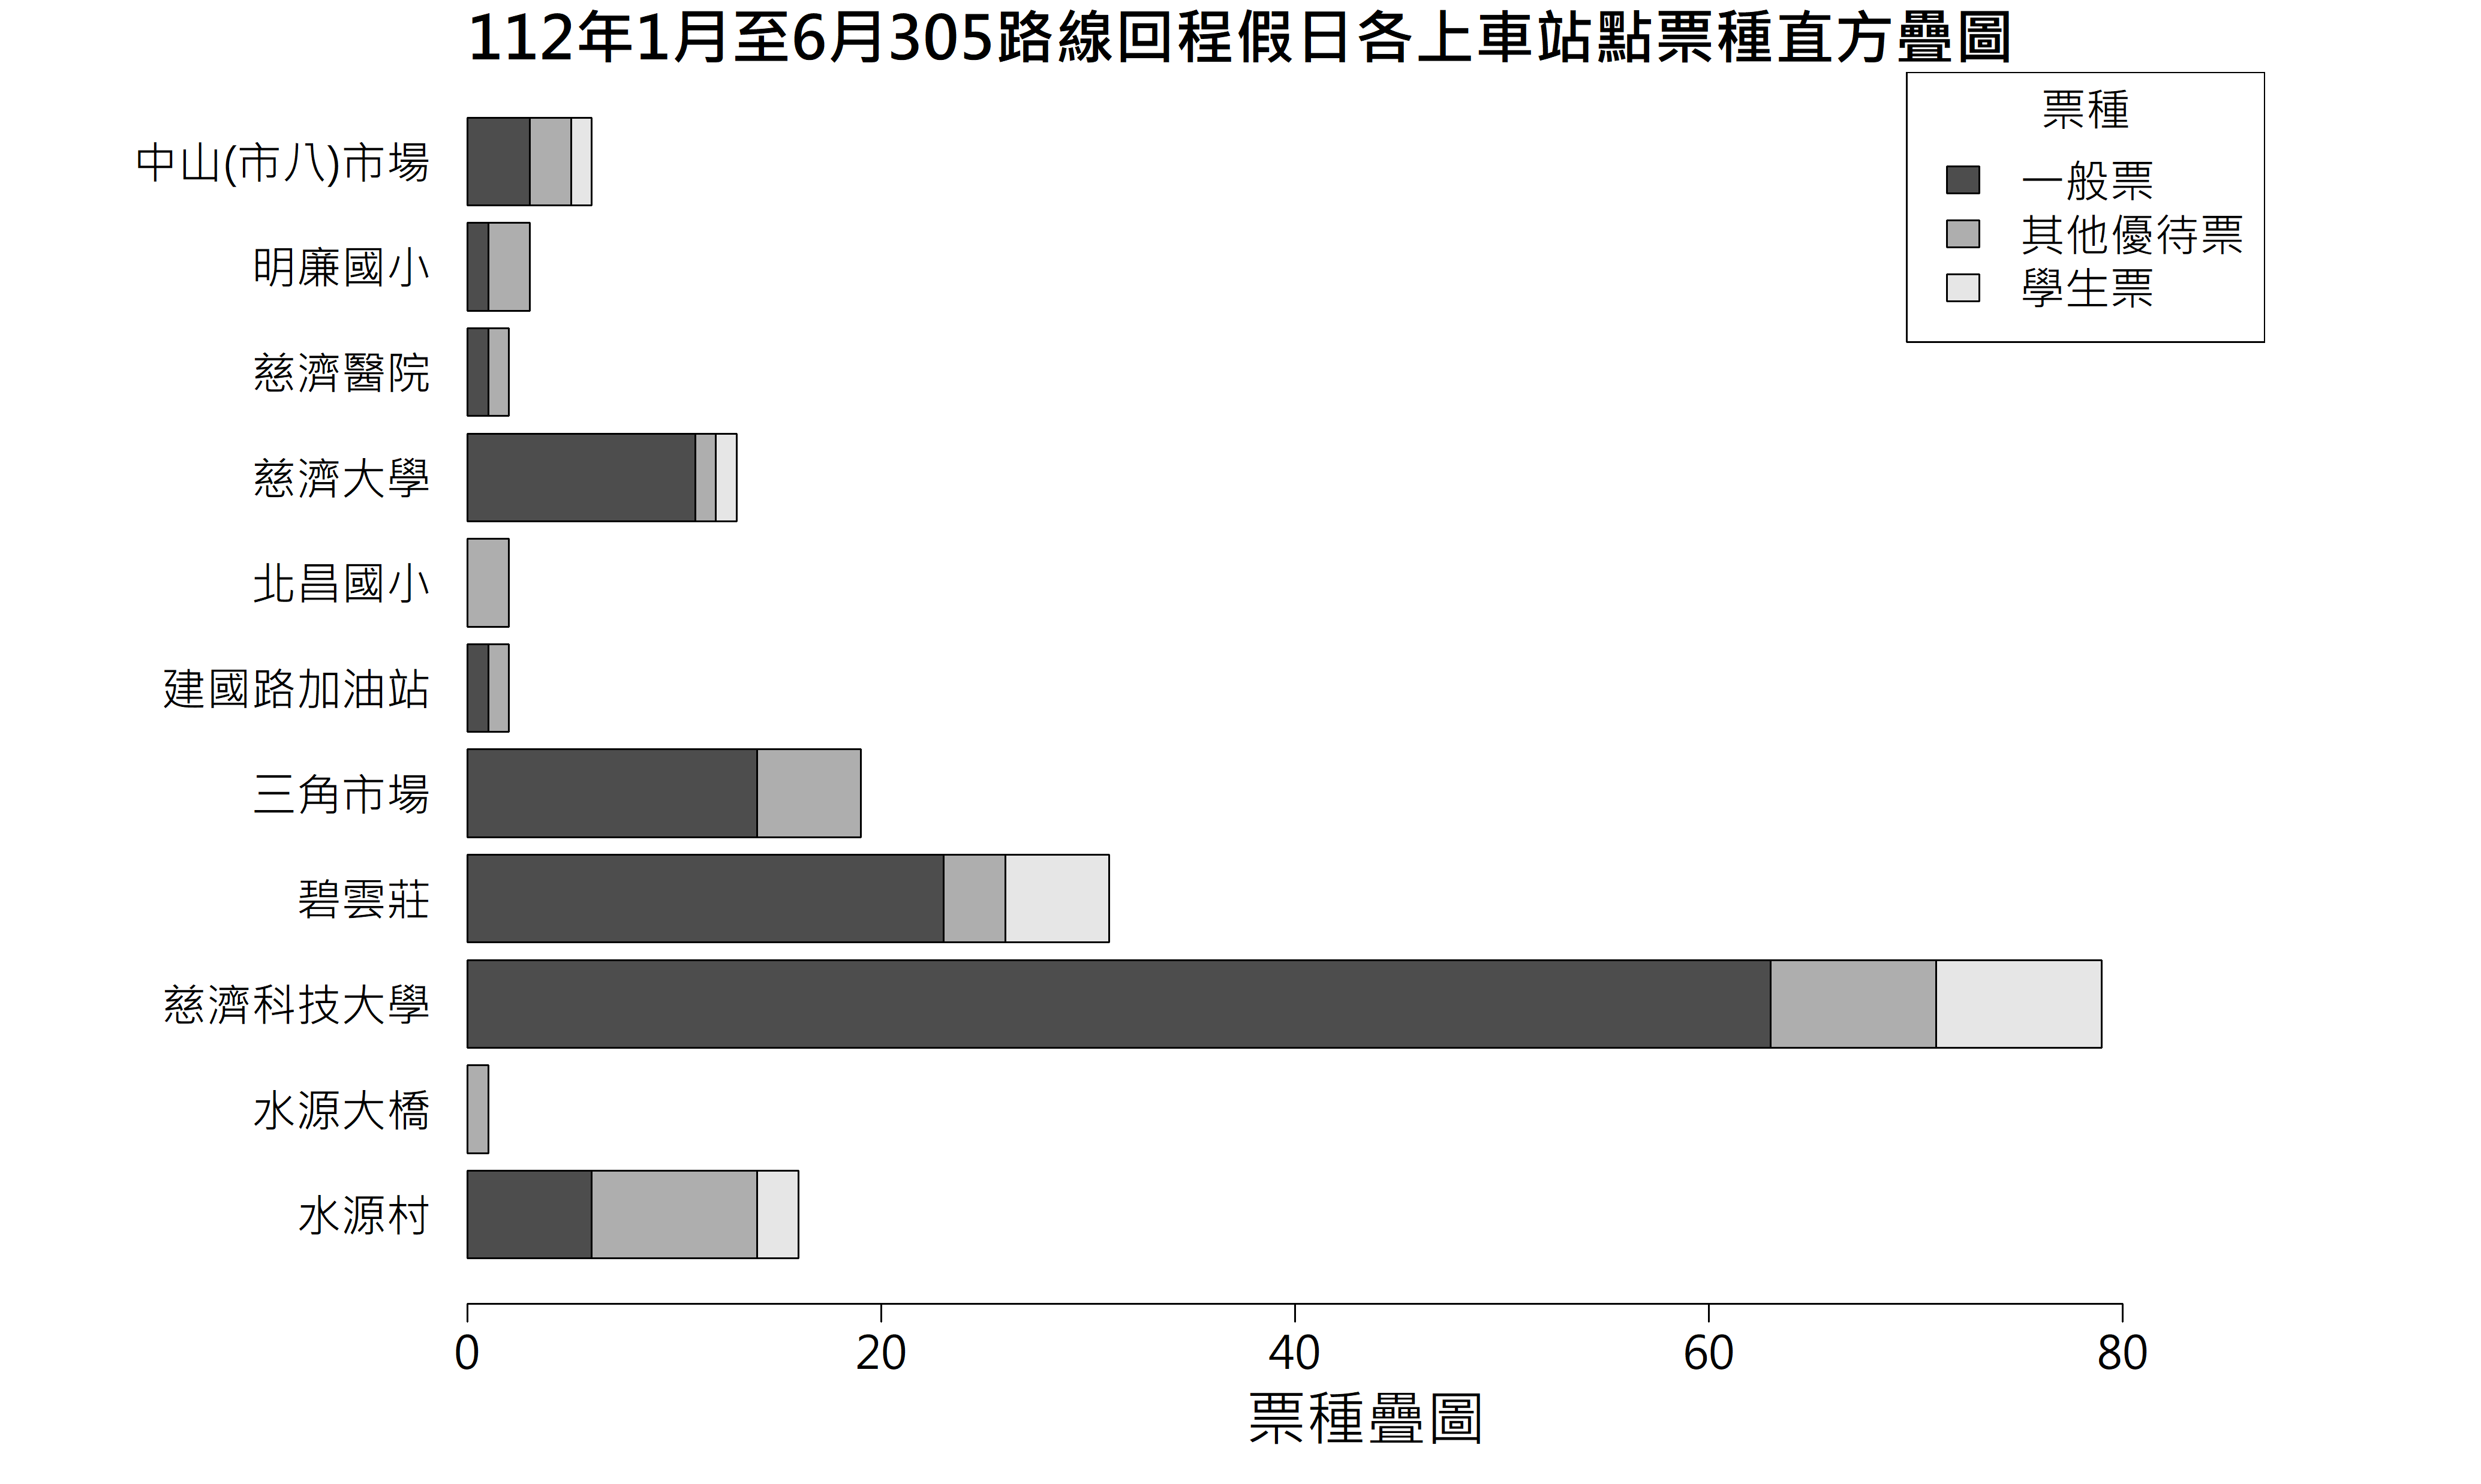 112年1月至6月305路線回程假日各上車站點票種直方疊圖
票種
一般票
其他優待票
學生票
中山(市八)市場
明廉國小
慈濟醫院
慈濟大學
北昌國小
建國路加油站
三角市場
碧雲莊
慈濟科技大學
水源大橋
水源村
0 20 40 60 80
票種疊圖